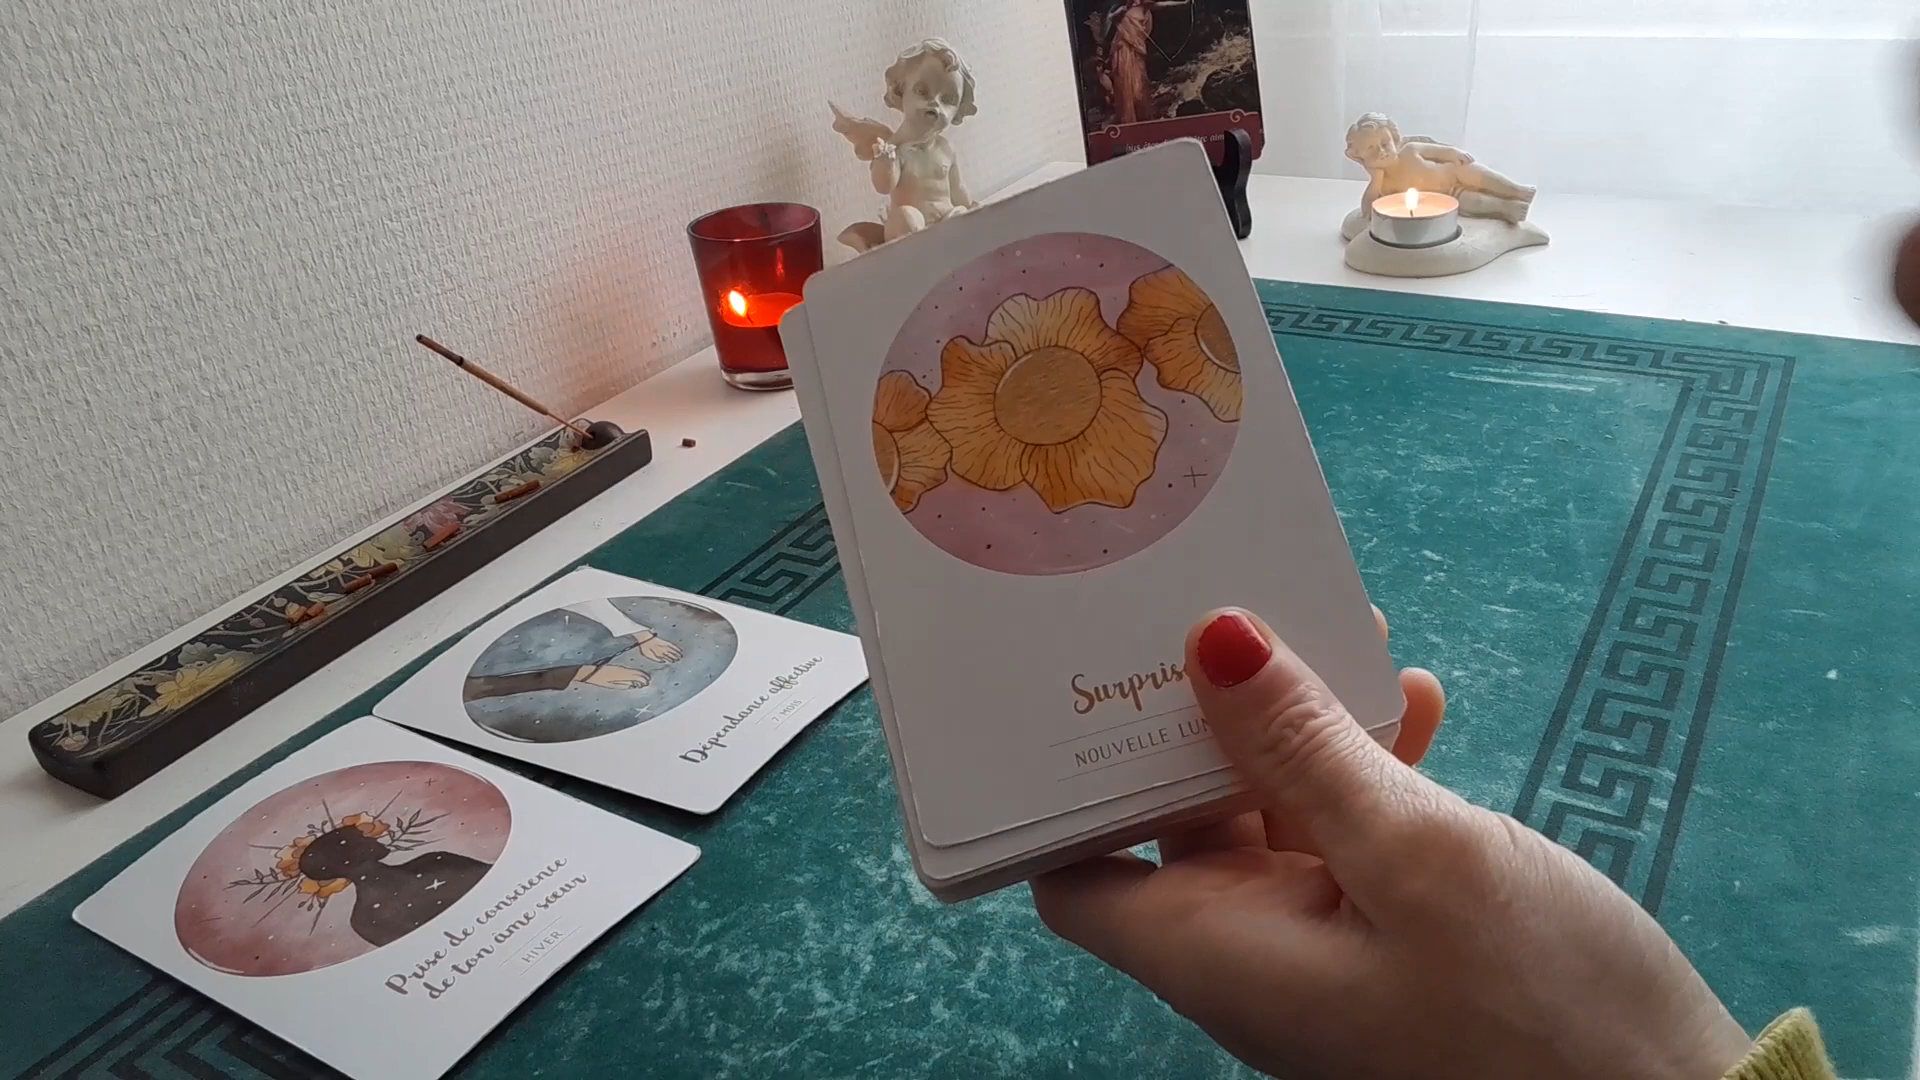 Surpris
NOUVELLE LUN
Dépendance affective
7 MOIS
Prise de conscience
de ton âme sœur
HIVER